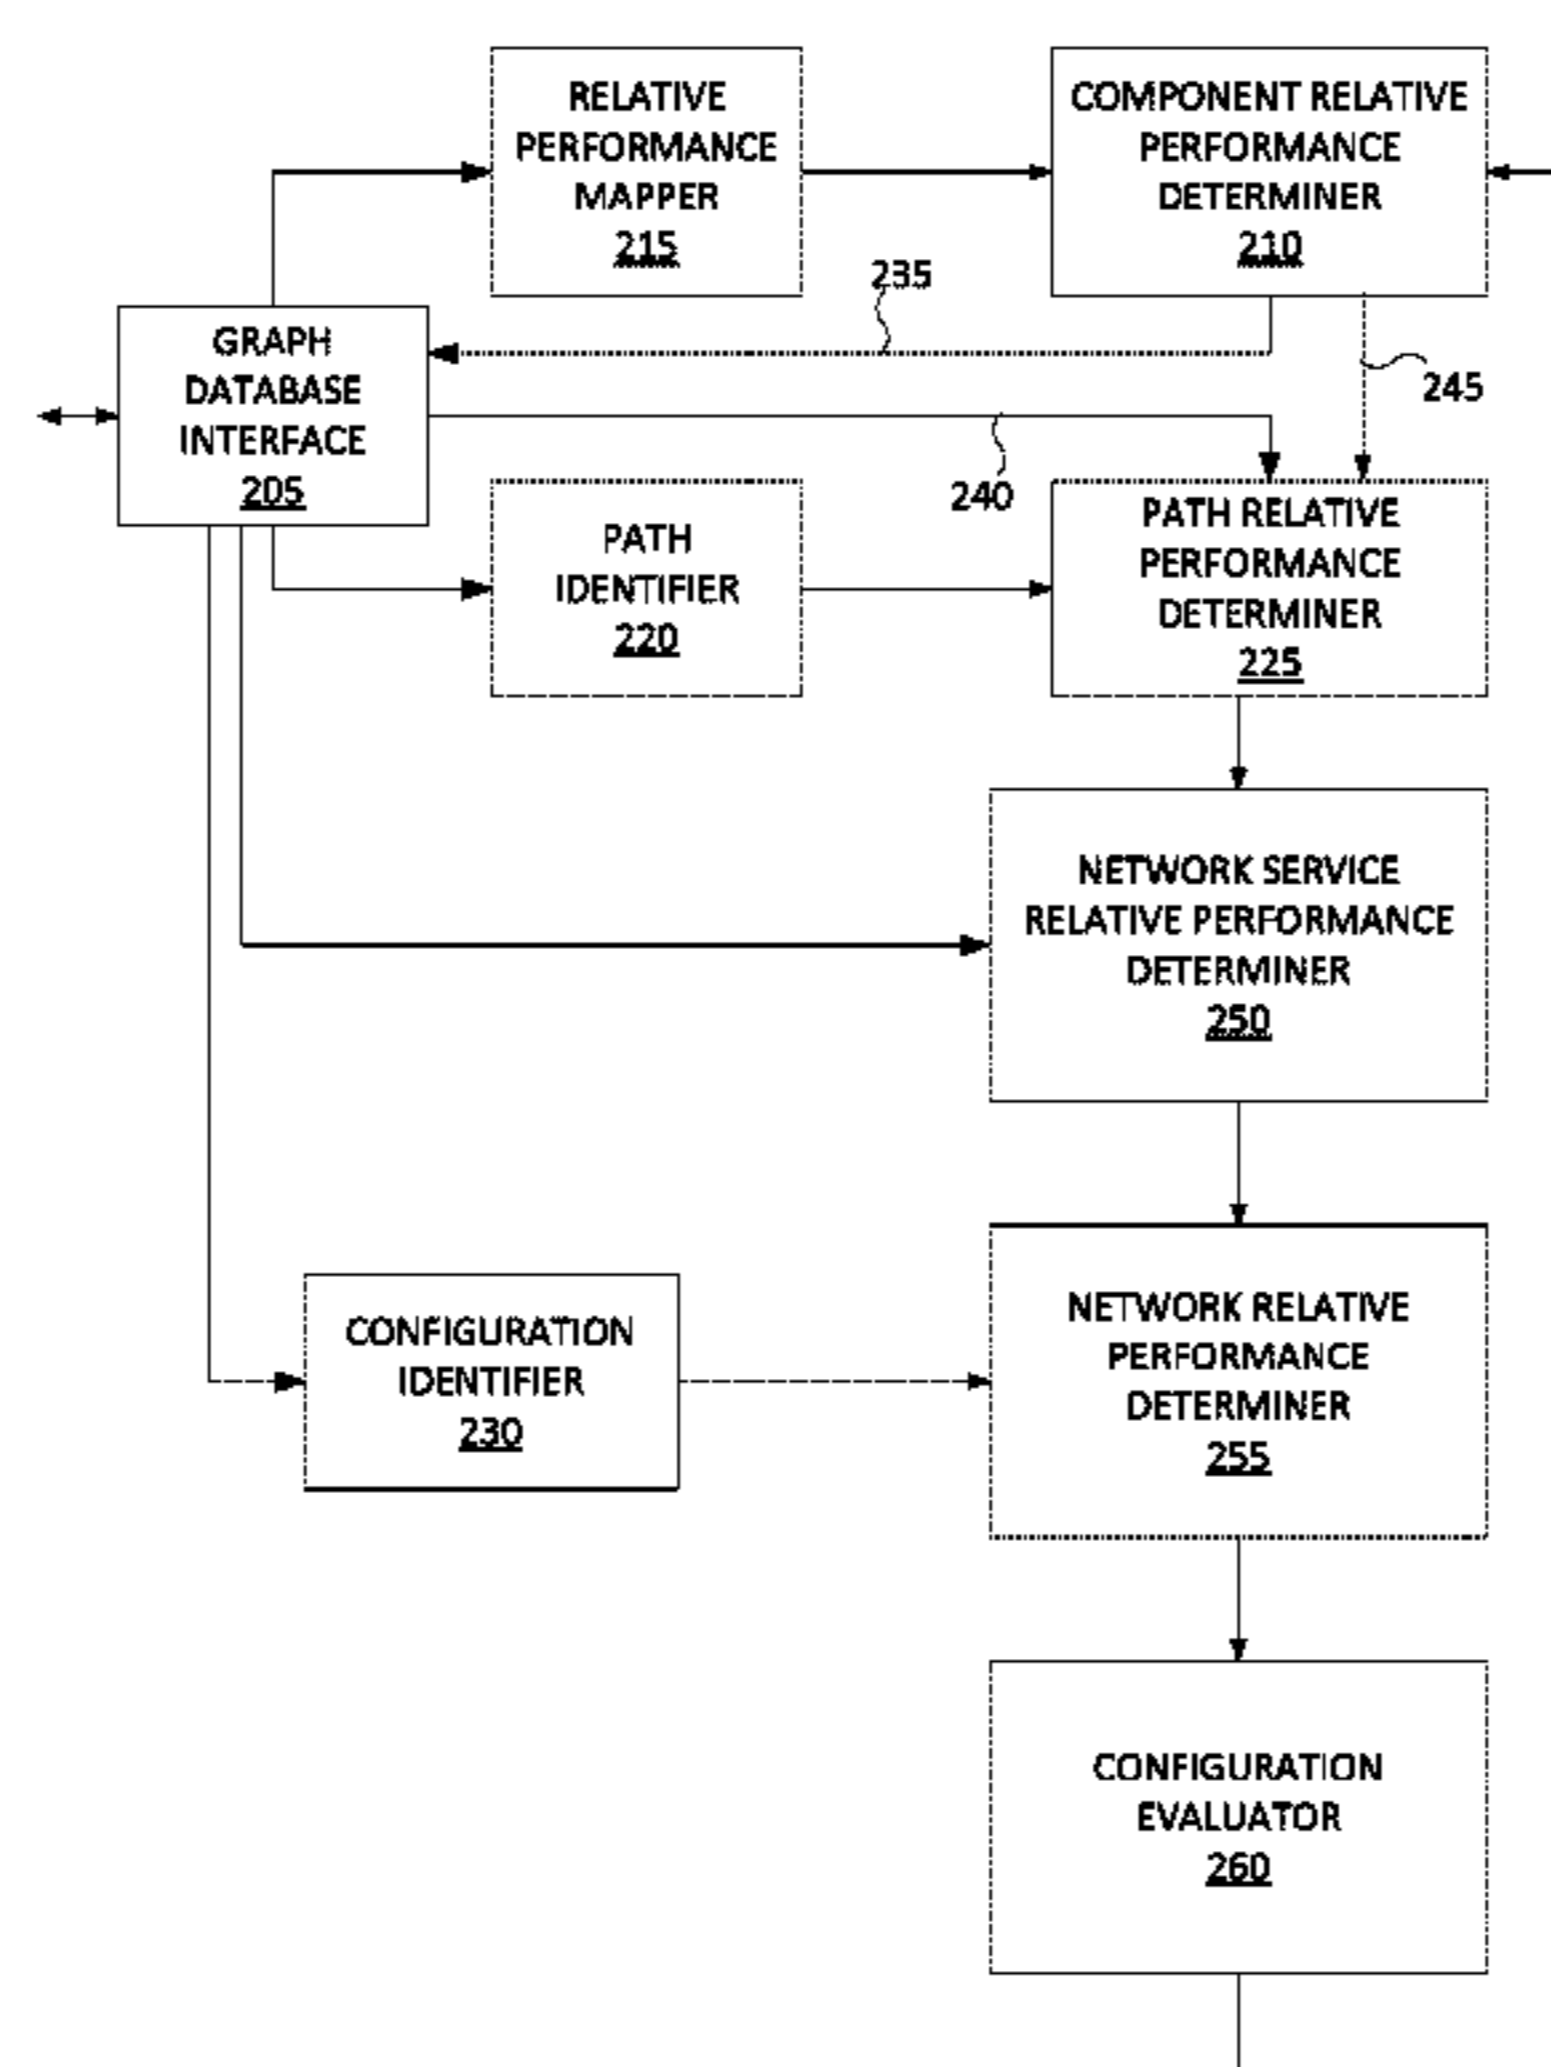 RELATIVE
PERFORMANCE
MAPPER
215
COMPONENT RELATIVE
PERFORMANCE
DETERMINER
210
235
GRAPH
DATABASE
INTERFACE
205
245
240
PATH
IDENTIFIER
220
PATH RELATIVE
PERFORMANCE
DETERMINER
225
NETWORK SERVICE
RELATIVE PERFORMANCE
DETERMINER
250
CONFIGURATION
IDENTIFIER
230
NETWORK RELATIVE
PERFORMANCE
DETERMINER
255
CONFIGURATION
EVALUATOR
260